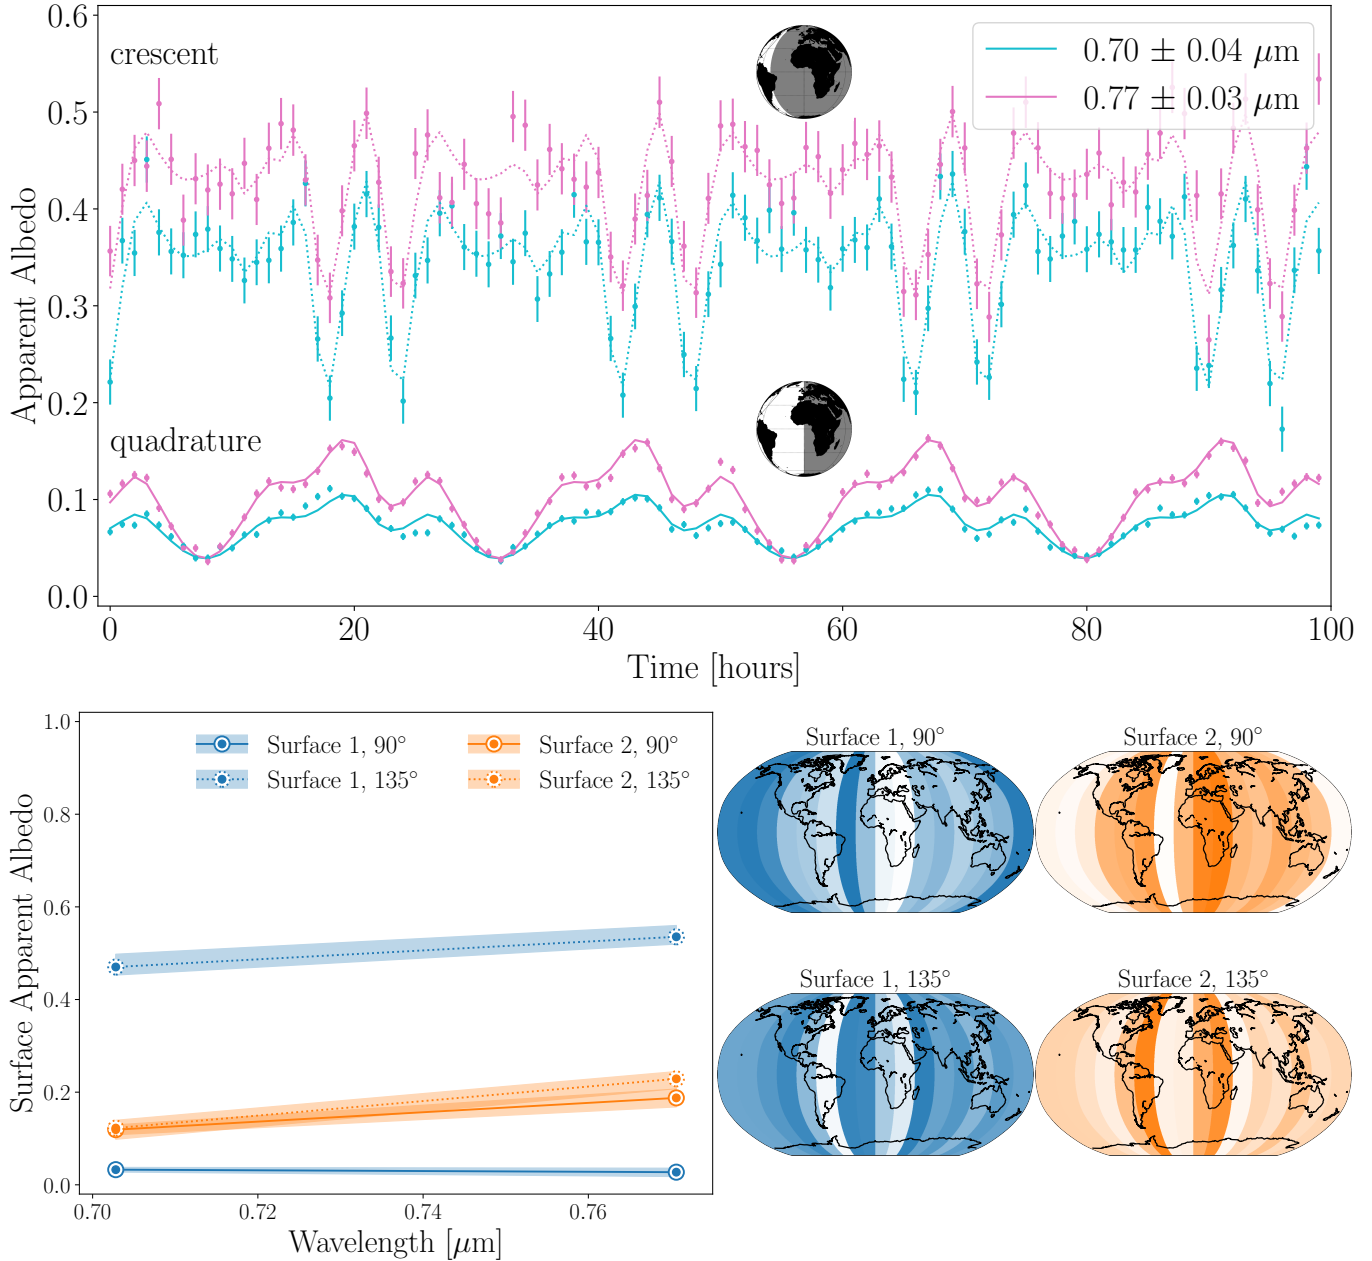 0.6
0.5
0.4
0.3
0.2
0.1
0.0
Apparent Albedo
crescent
quadrature
0.70 ± 0.04 μm
0.77 ± 0.03 μm
0 20 40 60 80 100
Time [hours]
1.0
0.8
0.6
0.4
0.2
0.0
Surface Apparent Albedo
Surface 1, 90° Surface 2, 90°
Surface 1, 135° Surface 2, 135°
0.70 0.72 0.74 0.76
Wavelength [μm]
Surface 1, 90° Surface 2, 90°
Surface 1, 135° Surface 2, 135°